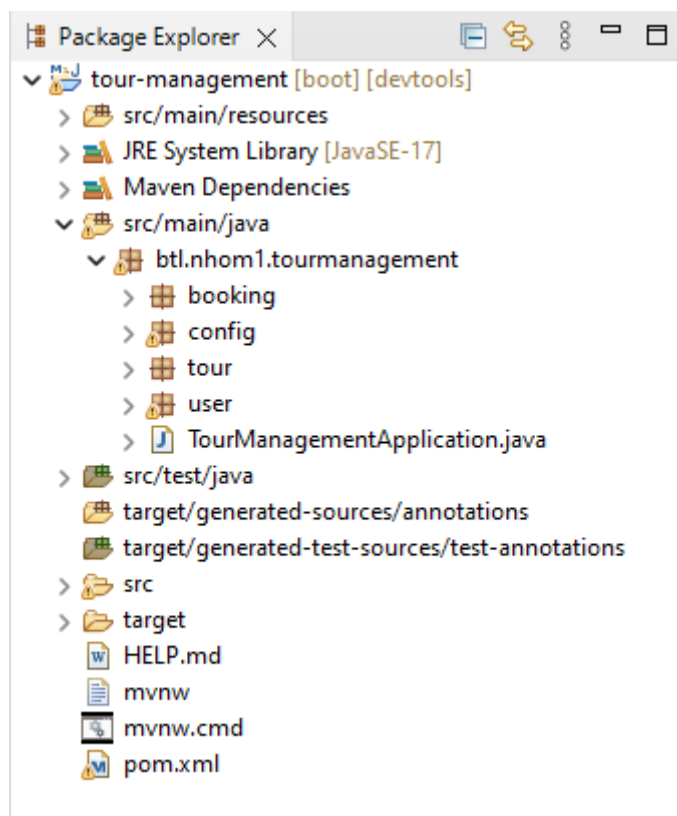 Package Explorer
tour-management [boot] [devtools]
src/main/resources
JRE System Library [JavaSE-17]
Maven Dependencies
src/main/java
btl.nhom1.tourmanagement
booking
config
tour
user
TourManagementApplication.java
src/test/java
target/generated-sources/annotations
target/generated-test-sources/test-annotations
src
target
HELP.md
mvnw
mvnw.cmd
pom.xml